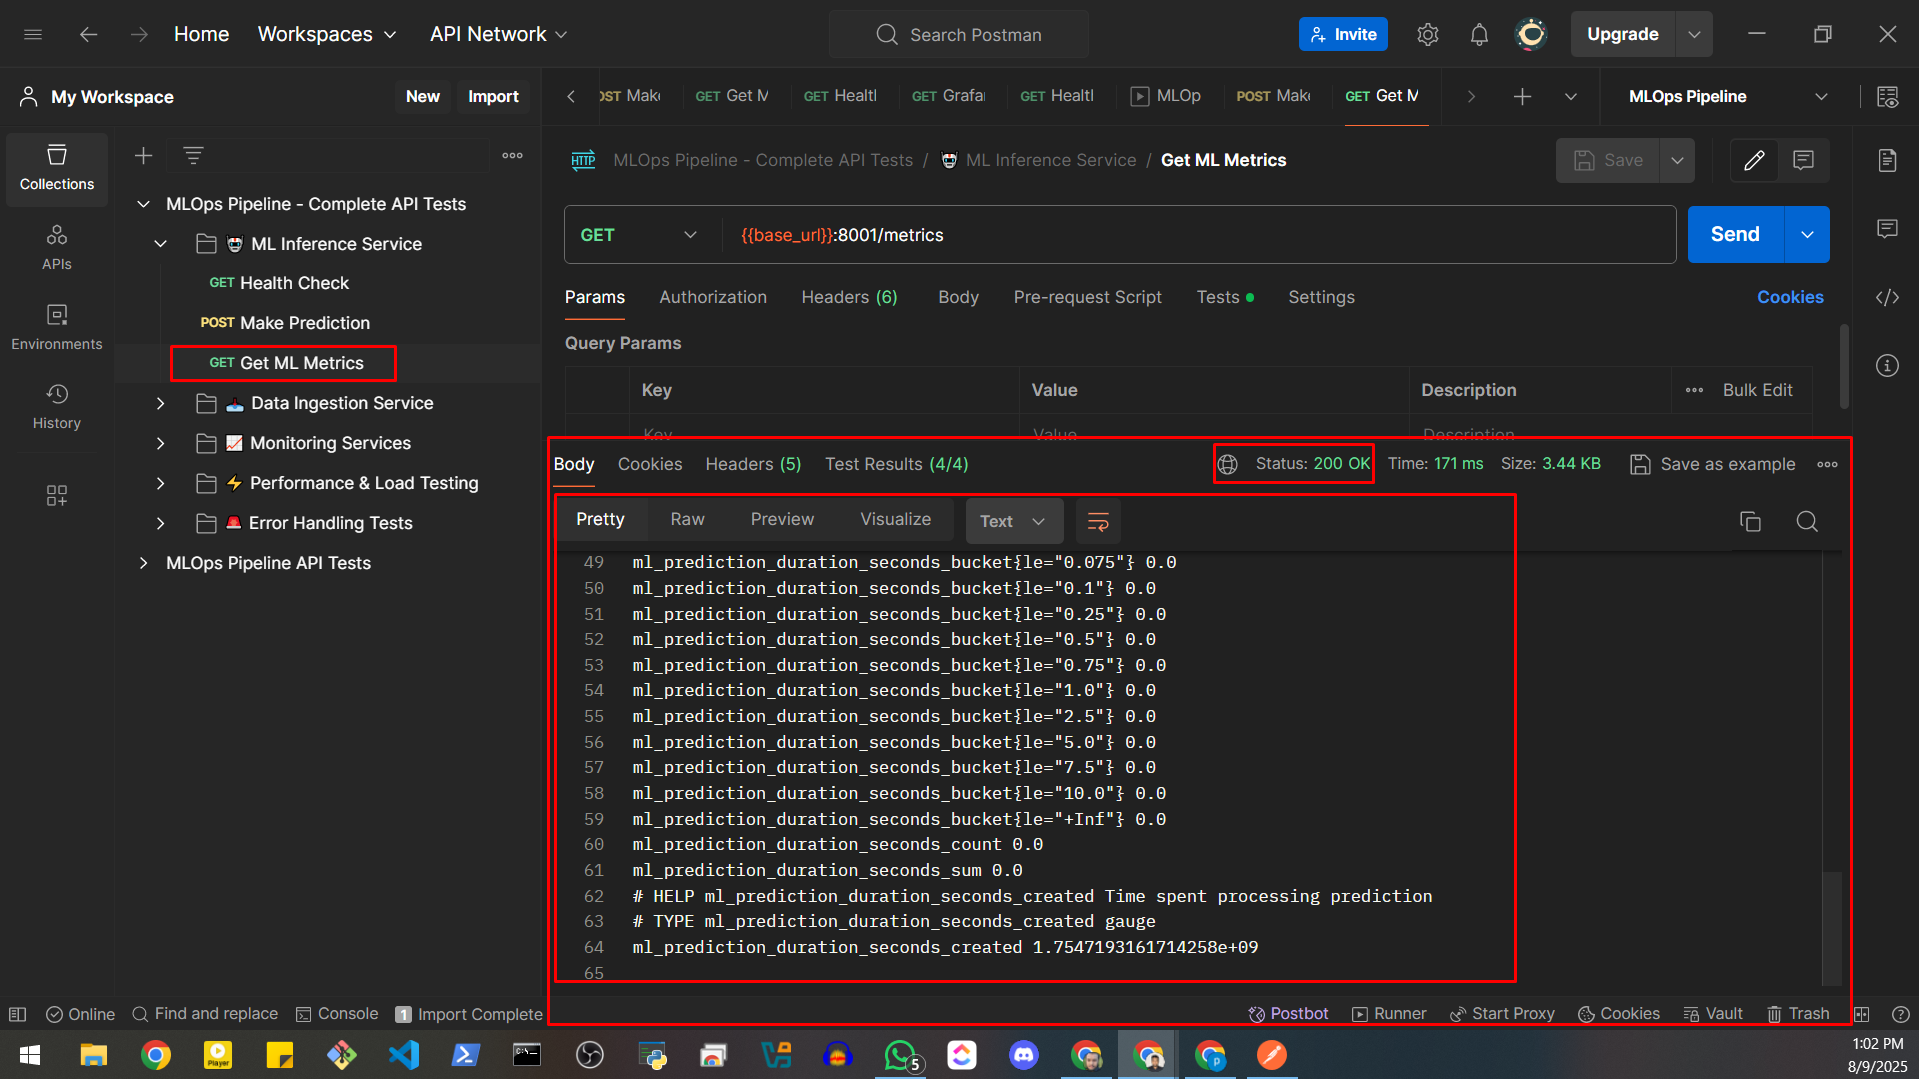 Home
Workspaces
API Network
Search Postman
Invite
Upgrade
My Workspace
New
Import
GET Get M
GET
GET
GET
MLOp
POST
GET Get M
MLOps Pipeline
Collections
APIs
Environments
History
MLOps Pipeline - Complete API Tests
ML Inference Service
GET Health Check
POST Make Prediction
GET Get ML Metrics
Data Ingestion Service
Monitoring Services
Performance & Load Testing
Error Handling Tests
MLOps Pipeline API Tests
HTTP
MLOps Pipeline - Complete API Tests / ML Inference Service / Get ML Metrics
Save
GET
{{base_url}}:8001/metrics
Send
Params
Authorization
Headers (6)
Body
Pre-request Script
Tests
Settings
Cookies
Query Params
Key
Value
Description
Bulk Edit
Key
Value
Description
Body
Cookies
Headers (5)
Test Results (4/4)
Status: 200 OK
Time: 171 ms
Size: 3.44 KB
Save as example
Pretty
Raw
Preview
Visualize
Text
49 ml_prediction_duration_seconds_bucket{le="0.075"} 0.0
50 ml_prediction_duration_seconds_bucket{le="0.1"} 0.0
51 ml_prediction_duration_seconds_bucket{le="0.25"} 0.0
52 ml_prediction_duration_seconds_bucket{le="0.5"} 0.0
53 ml_prediction_duration_seconds_bucket{le="0.75"} 0.0
54 ml_prediction_duration_seconds_bucket{le="1.0"} 0.0
55 ml_prediction_duration_seconds_bucket{le="2.5"} 0.0
56 ml_prediction_duration_seconds_bucket{le="5.0"} 0.0
57 ml_prediction_duration_seconds_bucket{le="7.5"} 0.0
58 ml_prediction_duration_seconds_bucket{le="10.0"} 0.0
59 ml_prediction_duration_seconds_bucket{le="+Inf"} 0.0
60 ml_prediction_duration_seconds_count 0.0
61 ml_prediction_duration_seconds_sum 0.0
62 # HELP ml_prediction_duration_seconds_created Time spent processing prediction
63 # TYPE ml_prediction_duration_seconds_created gauge
64 ml_prediction_duration_seconds_created 1.7547193161714258e+09
65
Online
Find and replace
Console
1 Import Complete
Postbot
Runner
Start Proxy
Cookies
Vault
Trash
Player
5
1:02 PM
8/9/2025